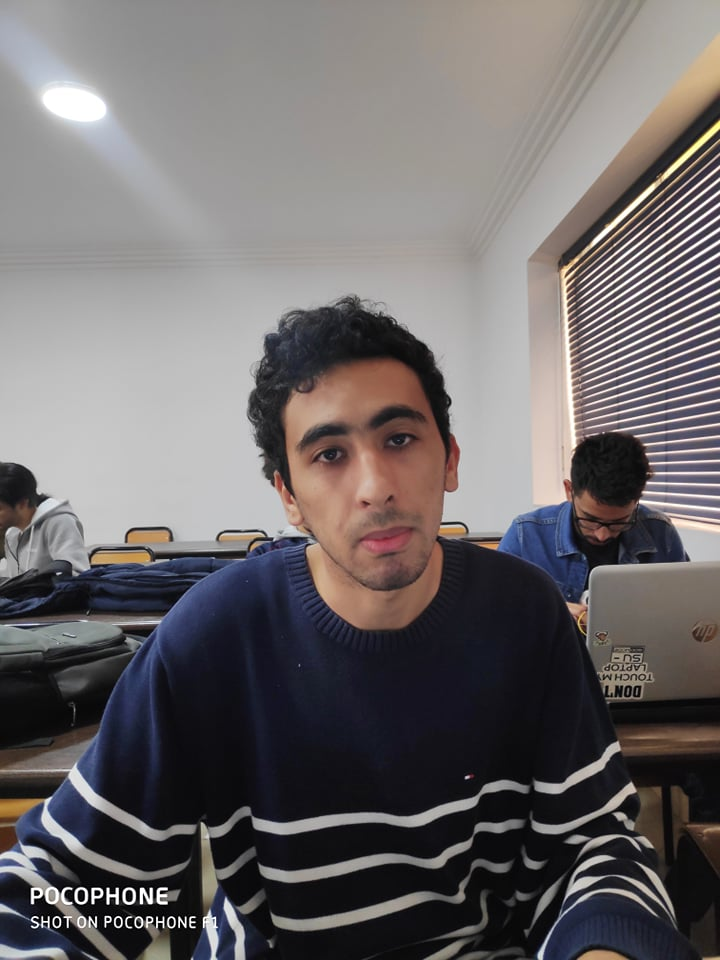 hp
SU -
LAPTOP
TOUCH MY
DON'T
POCOPHONE
SHOT ON POCOPHONE F1